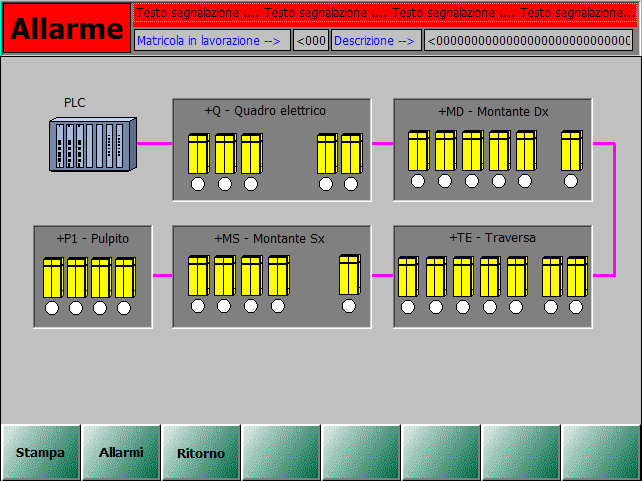 Allarme
Testo segnalazione .... Testo segnalazione .... Testo segnalazione .... Testo segnalazione...
Matricola in lavorazione --> <000 Descrizione --> <0000000000000000000000000000
PLC
+Q - Quadro elettrico
+MD - Montante Dx
+P1 - Pulpito
+MS - Montante Sx
+TE - Traversa
Stampa
Allarmi
Ritorno